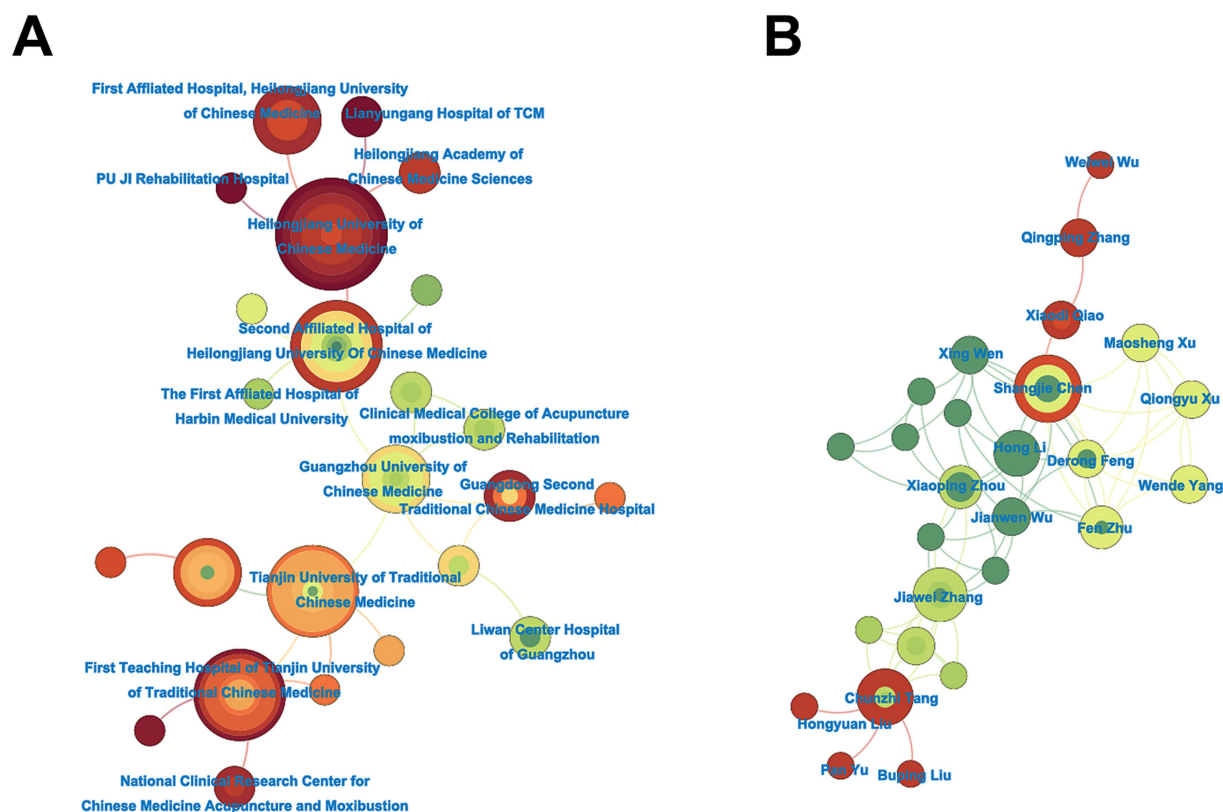 A
First Affliated Hospital, Heilongjiang University
of Chinese Medicine
Lianyungang Hospital of TCM
Heilongjiang Academy of
Chinese Medicine Sciences
PU JI Rehabilitation Hospital
Heilongjiang University of
Chinese Medicine
Second Affiliated Hospital of
Heilongjiang University Of Chinese Medicine
The First Affliated Hospital of
Harbin Medical University
Clinical Medical College of Acupuncture
moxibustion and Rehabilitation
Guangzhou University of
Chinese Medicine
Guangdong Second
Traditional Chinese Medicine Hospital
Tianjin University of Traditional
Chinese Medicine
Liwan Center Hospital
of Guangzhou
First Teaching Hospital of Tianjin University
of Traditional Chinese Medicine
National Clinical Research Center for
Chinese Medicine Acupuncture and Moxibustion
B
Weiwei Wu
Qingping Zhang
Xiaodi Qiao
Maosheng Xu
Xing Wen
Shangjie Chen
Qiongyu Xu
Hong Li
Derong Feng
Xiaoping Zhou
Wende Yang
Jianwen Wu
Fen Zhu
Jiawei Zhang
Chunzhi Tang
Hongyuan Liu
Pan Yu
Buping Liu